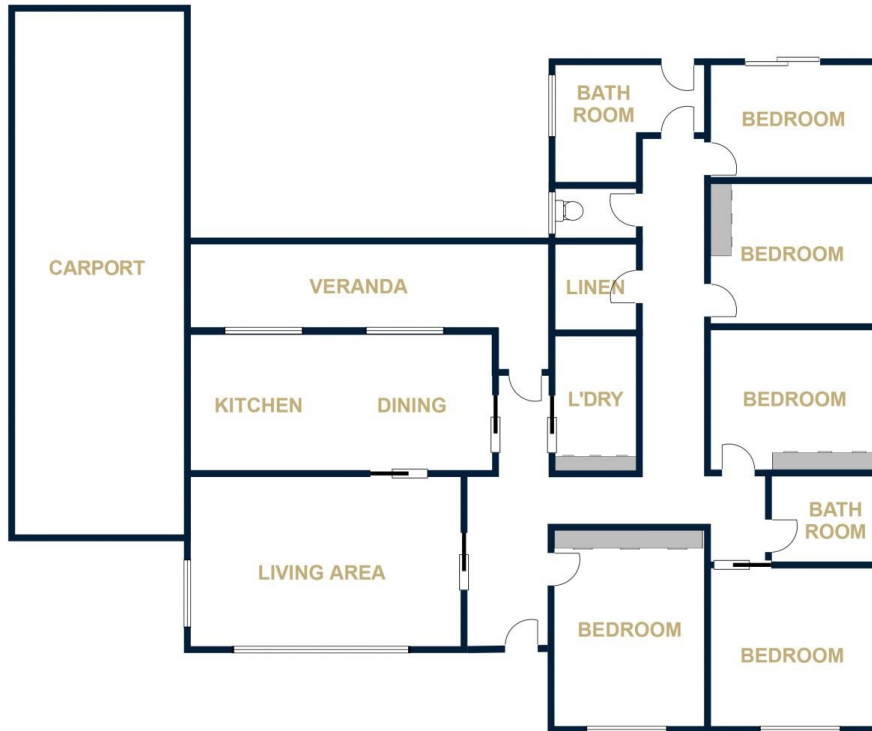 BATH
ROOM
BEDROOM
CARPORT
BEDROOM
VERANDA
LINEN
KITCHEN
DINING
L'DRY
BEDROOM
BATH
ROOM
LIVING AREA
BEDROOM
BEDROOM